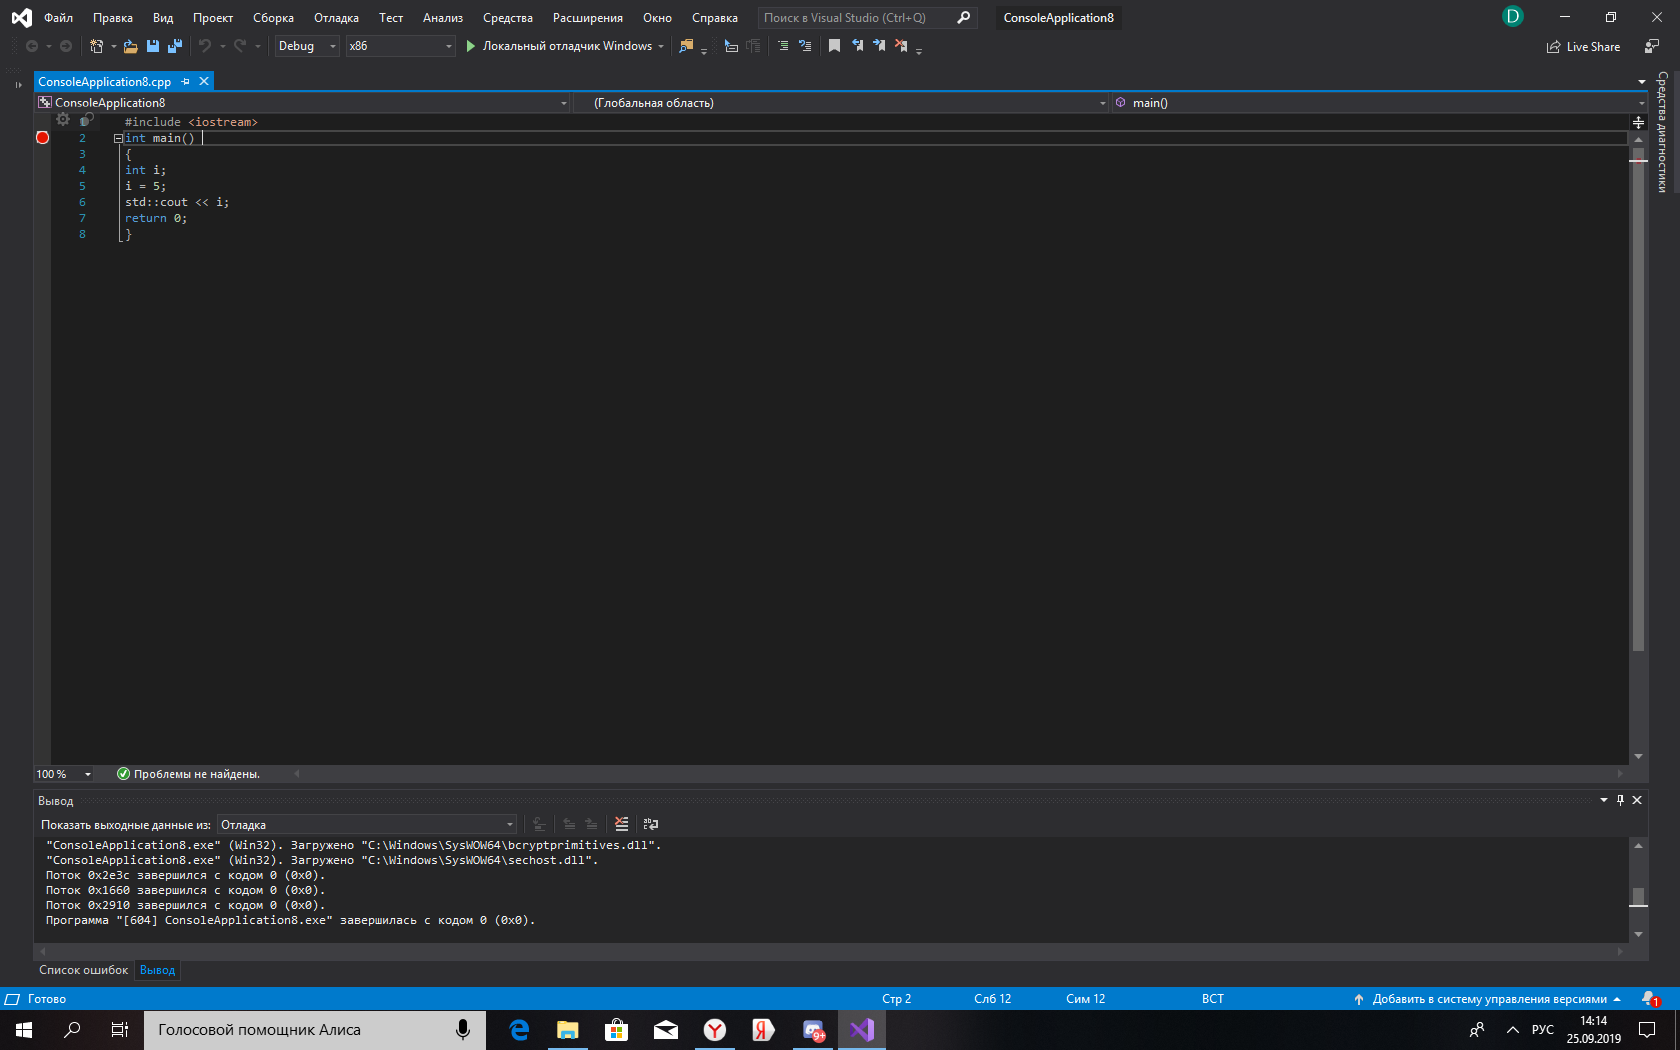 Файл Правка Вид Проект Сборка Отладка Тест Анализ Средства Расширения Окно Справка Поиск в Visual Studio (Ctrl+Q) ConsoleApplication8 D
Debug x86 Локальный отладчик Windows Live Share
ConsoleApplication8.cpp
ConsoleApplication8 (Глобальная область) main()
Средства диагностики
1 #include <iostream>
2 int main()
3 {
4 int i;
5 i = 5;
6 std::cout << i;
7 return 0;
8 }
100 % Проблемы не найдены.
Вывод
Показать выходные данные из: Отладка
"ConsoleApplication8.exe" (Win32). Загружено "C:\Windows\SysWOW64\bcryptprimitives.dll".
"ConsoleApplication8.exe" (Win32). Загружено "C:\Windows\SysWOW64\sechost.dll".
Поток 0x2e3c завершился с кодом 0 (0x0).
Поток 0x1660 завершился с кодом 0 (0x0).
Поток 0x2910 завершился с кодом 0 (0x0).
Программа "[604] ConsoleApplication8.exe" завершилась с кодом 0 (0x0).
Список ошибок Вывод
Готово Стр 2 Слб 12 Сим 12 ВСТ Добавить в систему управления версиями 1
Голосовой помощник Алиса 9+ РУС 14:14
25.09.2019